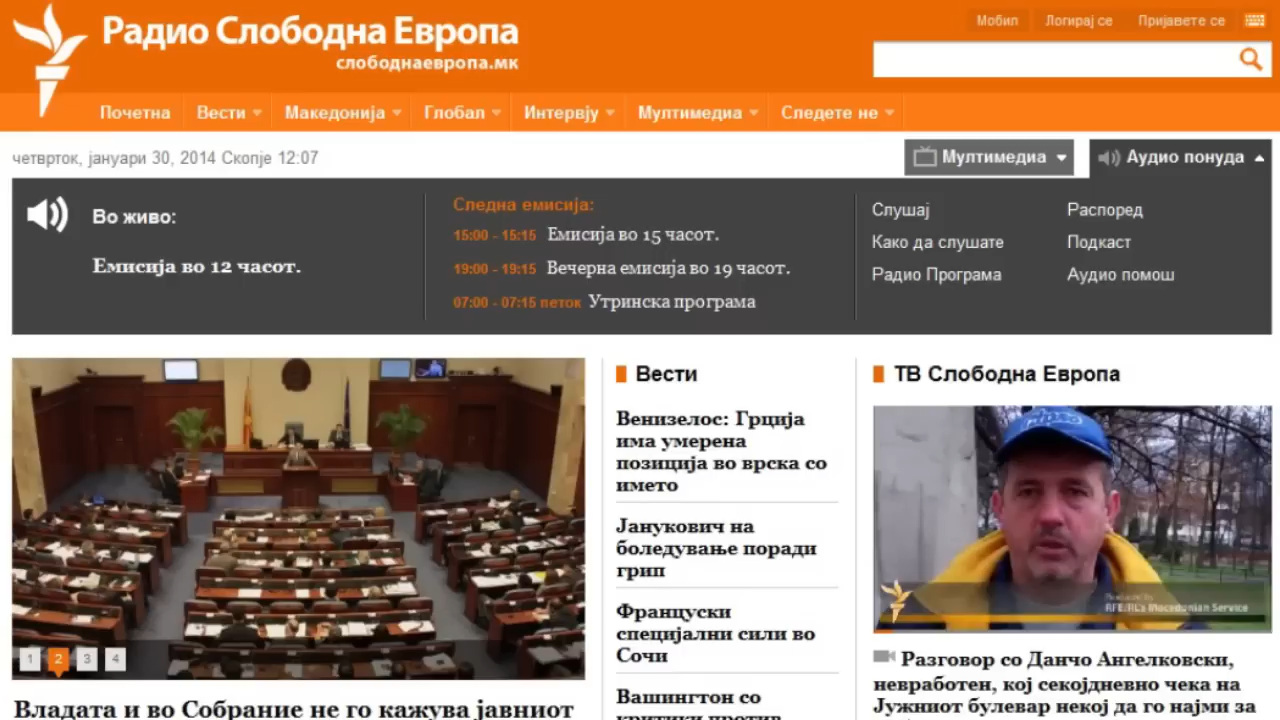 Радио Слободна Европа
слободнаевропа.мк
Мобил Логирај се Пријавете се
Почетна Вести Македонија Глобал Интервју Мултимедиа Следете не
четврток, јануари 30, 2014 Скопје 12:07
Мултимедиа Аудио понуда
Во живо:
Емисија во 12 часот.
Следна емисија:
15:00 - 15:15 Емисија во 15 часот.
19:00 - 19:15 Вечерна емисија во 19 часот.
07:00 - 07:15 петок Утринска програма
Слушај Распоред
Како да слушате Подкаст
Радио Програма Аудио помош
1 2 3 4
Владата и во Собрание не го кажува јавниот
Вести
Венизелос: Грција
има умерена
позиција во врска со
името
Јанукович на
боледување поради
грип
Француски
специјални сили во
Сочи
Вашингтон со
критики против
ТВ Слободна Европа
Produced by
RFE/RL's Macedonian Service
Разговор со Данчо Ангелковски,
невработен, кој секојдневно чека на
Јужниот булевар некој да го најми за